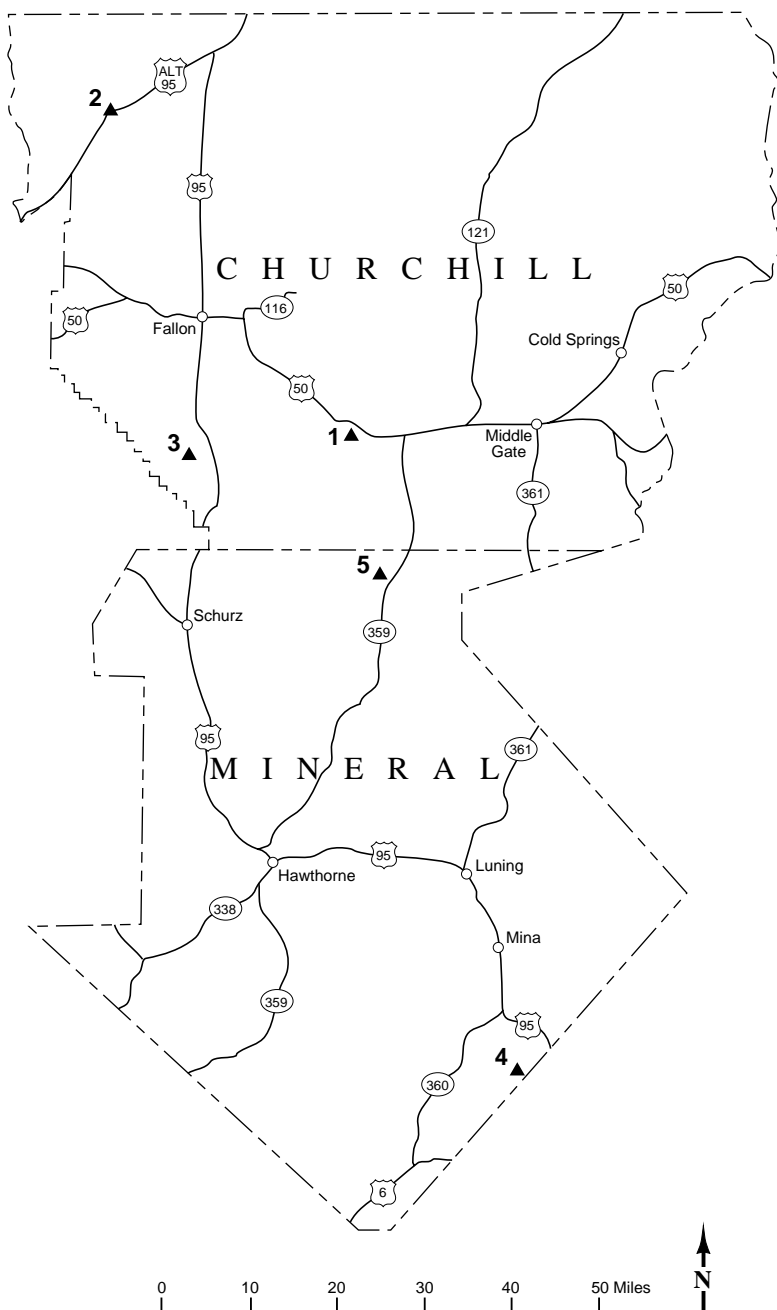 ALT
95
2
95
121
C H U R C H I L L
50
116
50
Fallon
Cold Springs
50
1
Middle
Gate
3
361
5
Schurz
359
95
361
M I N E R A L
95
Luning
Hawthorne
338
Mina
359
95
4
360
6
0 10 20 30 40 50 Miles
N